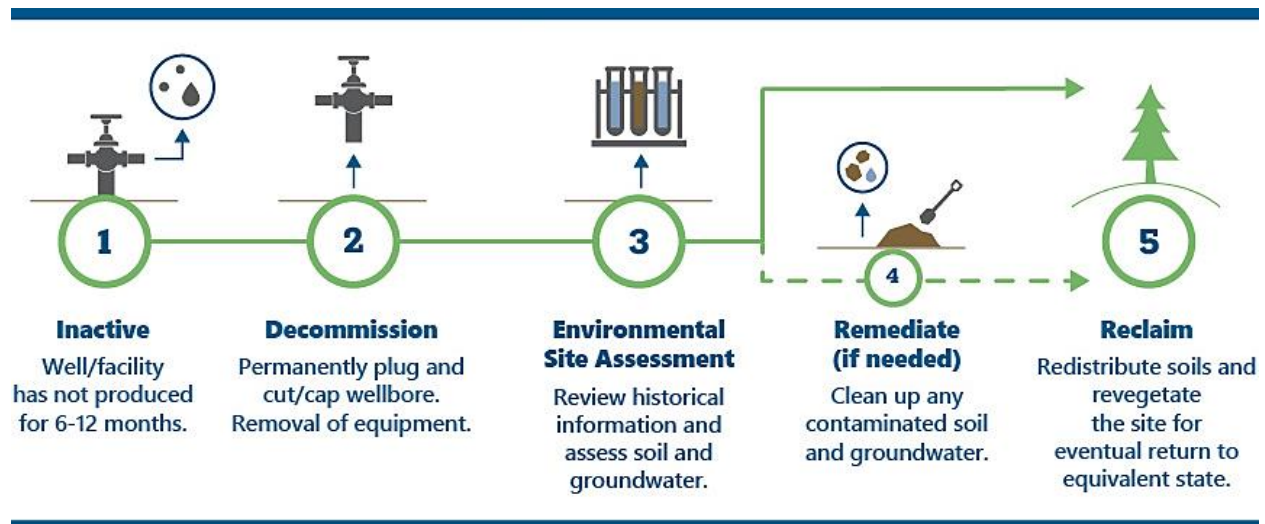 1
2
3
4
5
Inactive
Well/facility
has not produced
for 6-12 months.
Decommission
Permanently plug and
cut/cap wellbore.
Removal of equipment.
Environmental
Site Assessment
Review historical
information and
assess soil and
groundwater.
Remediate
(if needed)
Clean up any
contaminated soil
and groundwater.
Reclaim
Redistribute soils and
revegetate
the site for
eventual return to
equivalent state.